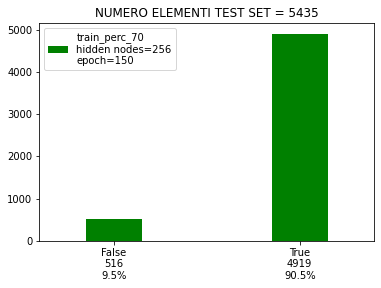 NUMERO ELEMENTI TEST SET = 5435
train_perc_70
hidden nodes=256
epoch=150
5000
4000
3000
2000
1000
0
False
516
9.5%
True
4919
90.5%